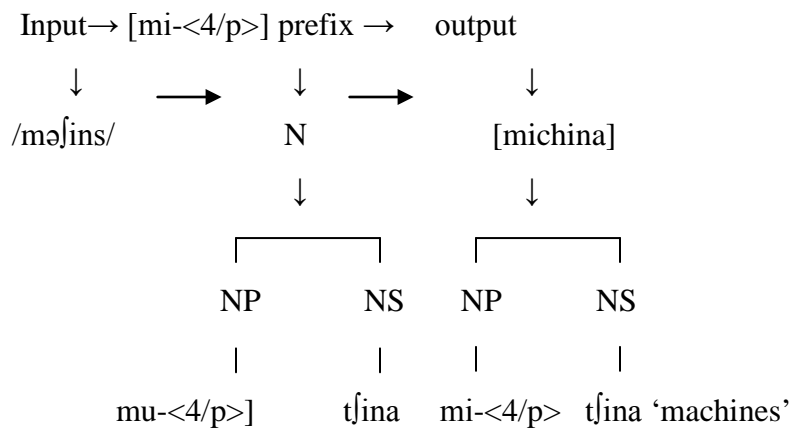 Input→ [mi-<4/p>] prefix → output
↓ ↓ ↓
/məʃins/ → N → [michina]
↓ ↓
NP NS NP NS
mu-<4/p>] tʃina mi-<4/p> tʃina ‘machines’